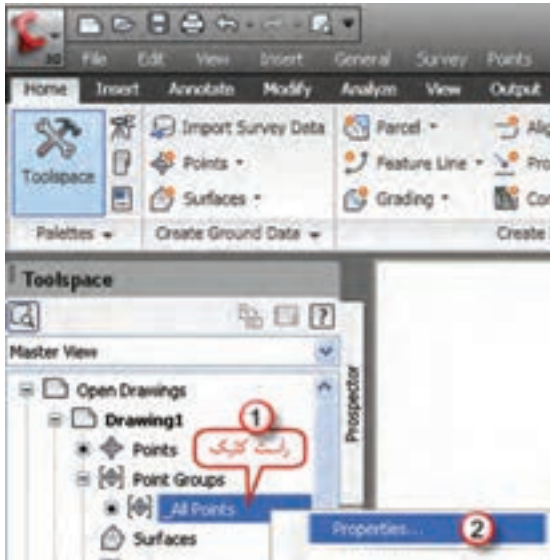 3D
File Edit View Insert General Survey Points
Home Insert Annotate Modify Analyze View Output
Toolspace
Import Survey Data
Points
Surfaces
Parcel
Feature Line
Grading
Palettes
Create Ground Data
Create
Toolspace
Master View
Prospector
Open Drawings
Drawing1
1
راست کلیک
Points
Point Groups
_All Points
Properties... 2
Surfaces